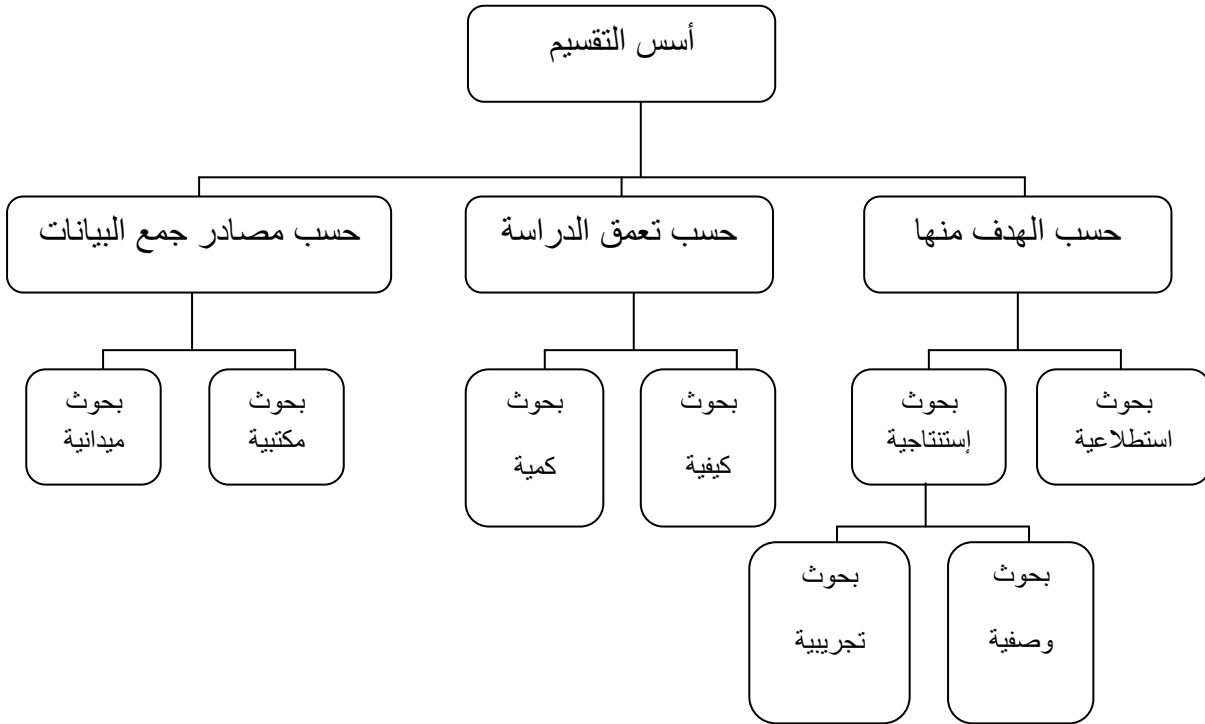 أسس التقسيم
حسب الهدف منها
حسب تعمق الدراسة
حسب مصادر جمع البيانات
بحوث
استطلاعية
بحوث
إستنتاجية
بحوث
كيفية
بحوث
كمية
بحوث
مكتبية
بحوث
ميدانية
بحوث
وصفية
بحوث
تجريبية